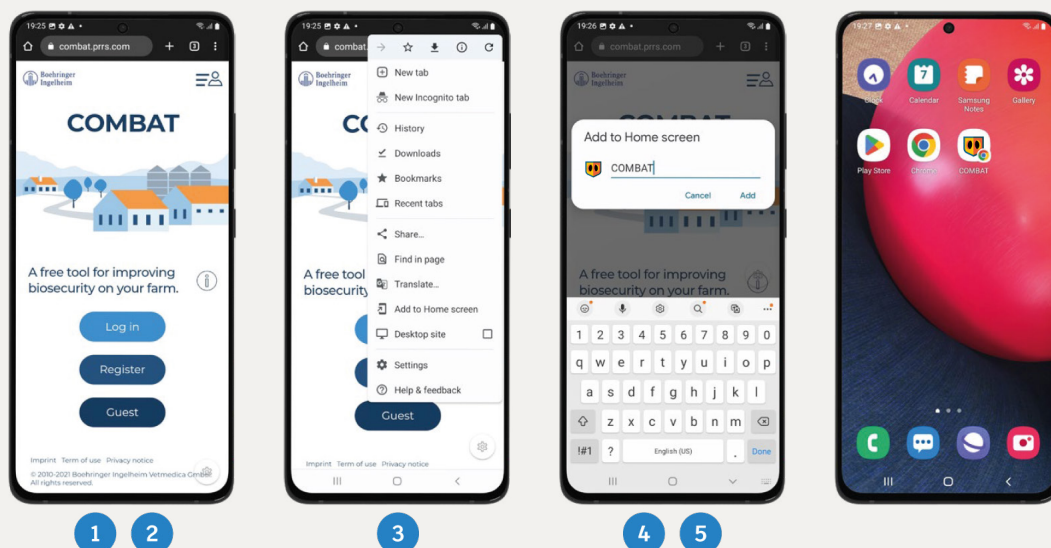 19:25
combat.prrs.com
3
Boehringer
Ingelheim
COMBAT
A free tool for improving
biosecurity on your farm.
Log in
Register
Guest
Imprint Term of use Privacy notice
© 2010-2021 Boehringer Ingelheim Vetmedica GmbH.
All rights reserved.
1 2
19:25
combat.
New tab
New Incognito tab
History
Downloads
Bookmarks
Recent tabs
Share...
Find in page
Translate...
Add to Home screen
Desktop site
Settings
Help & feedback
Boehringer
Ingelheim
CO
A free tool
biosecurity
Guest
Imprint Term of use Privacy notice
3
19:26
combat.prrs.com
3
Boehringer
Ingelheim
Add to Home screen
COMBAT
Cancel Add
A free tool for improving
biosecurity on your farm.
1 2 3 4 5 6 7 8 9 0
q w e r t y u i o p
a s d f g h j k l
z x c v b n m
!#1 ? English (US) . Done
4 5
19:27
7
Clock Calendar Samsung Notes Gallery
Play Store Chrome COMBAT